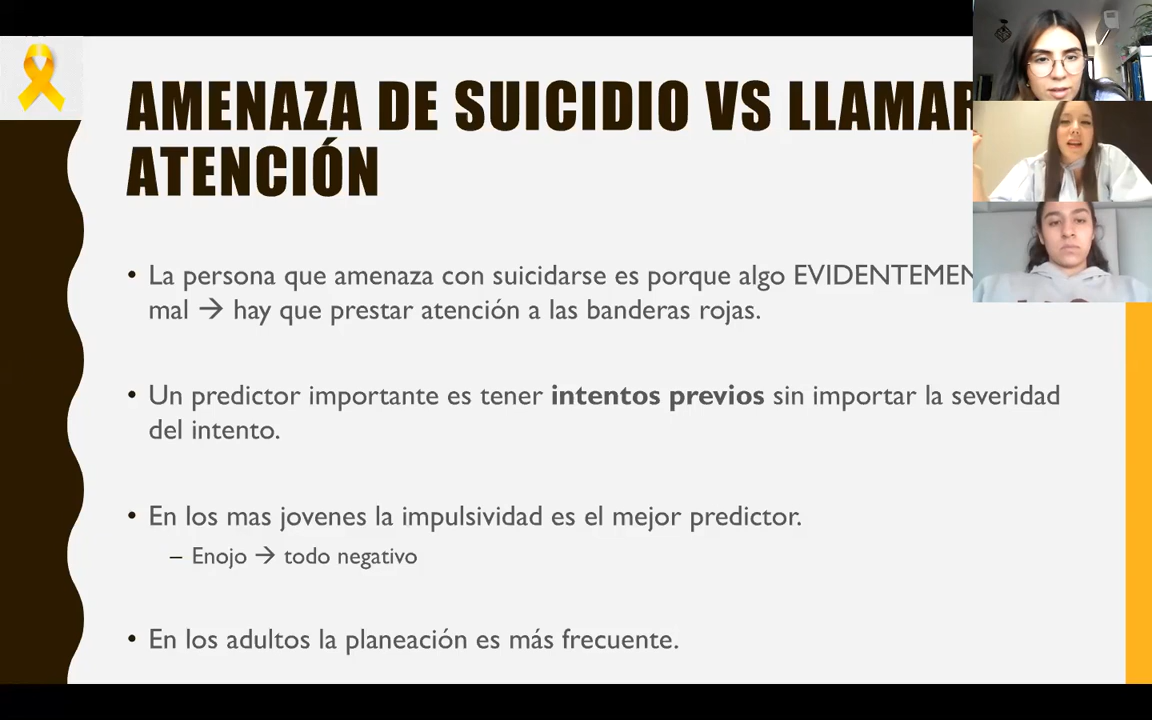 AMENAZA DE SUICIDIO VS LLAMAR
ATENCIÓN
• La persona que amenaza con suicidarse es porque algo
mal → hay que prestar atención a las banderas rojas.
• Un predictor importante es tener intentos previos sin importar la severidad
del intento.
• En los mas jovenes la impulsividad es el mejor predictor.
– Enojo → todo negativo
• En los adultos la planeación es más frecuente.